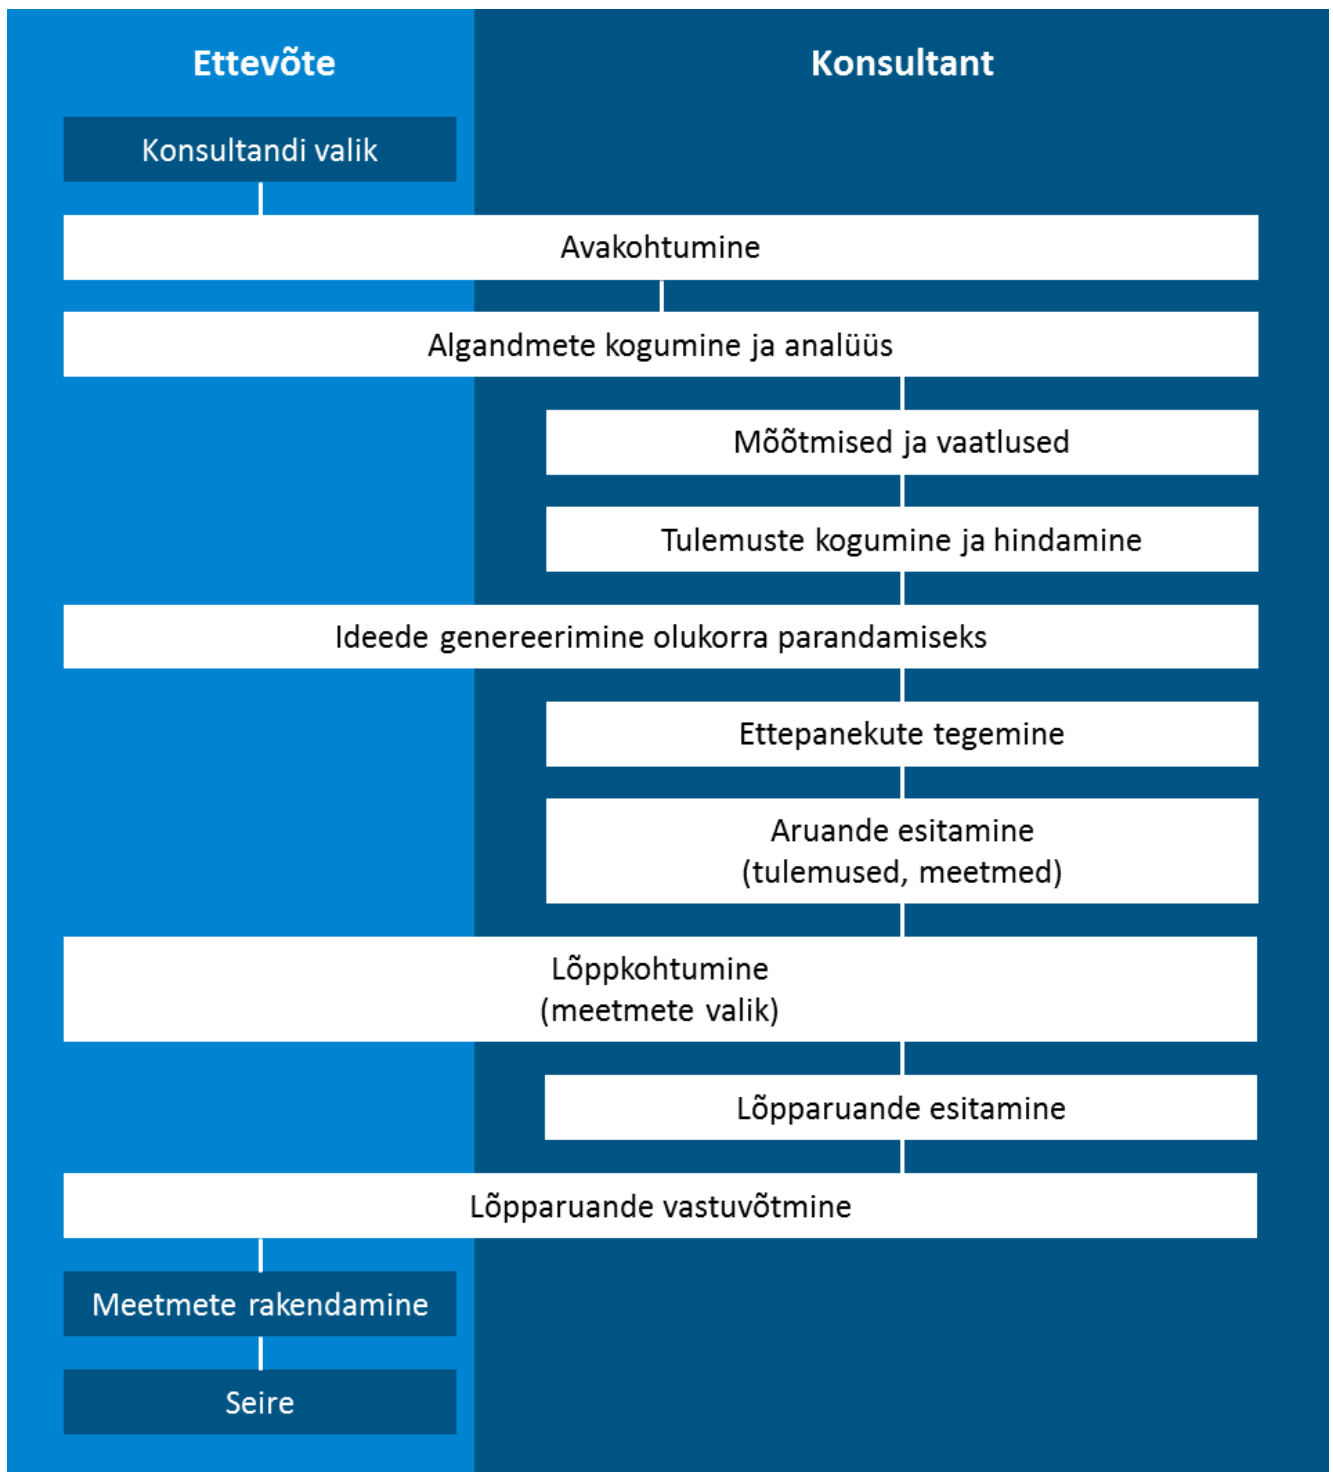 Ettevõte
Konsultant
Konsultandi valik
Avakohtumine
Algandmete kogumine ja analüüs
Mõõtmised ja vaatlused
Tulemuste kogumine ja hindamine
Ideede genereerimine olukorra parandamiseks
Ettepanekute tegemine
Aruande esitamine
(tulemused, meetmed)
Lõppkohtumine
(meetmete valik)
Lõpparuande esitamine
Lõpparuande vastuvõtmine
Meetmete rakendamine
Seire